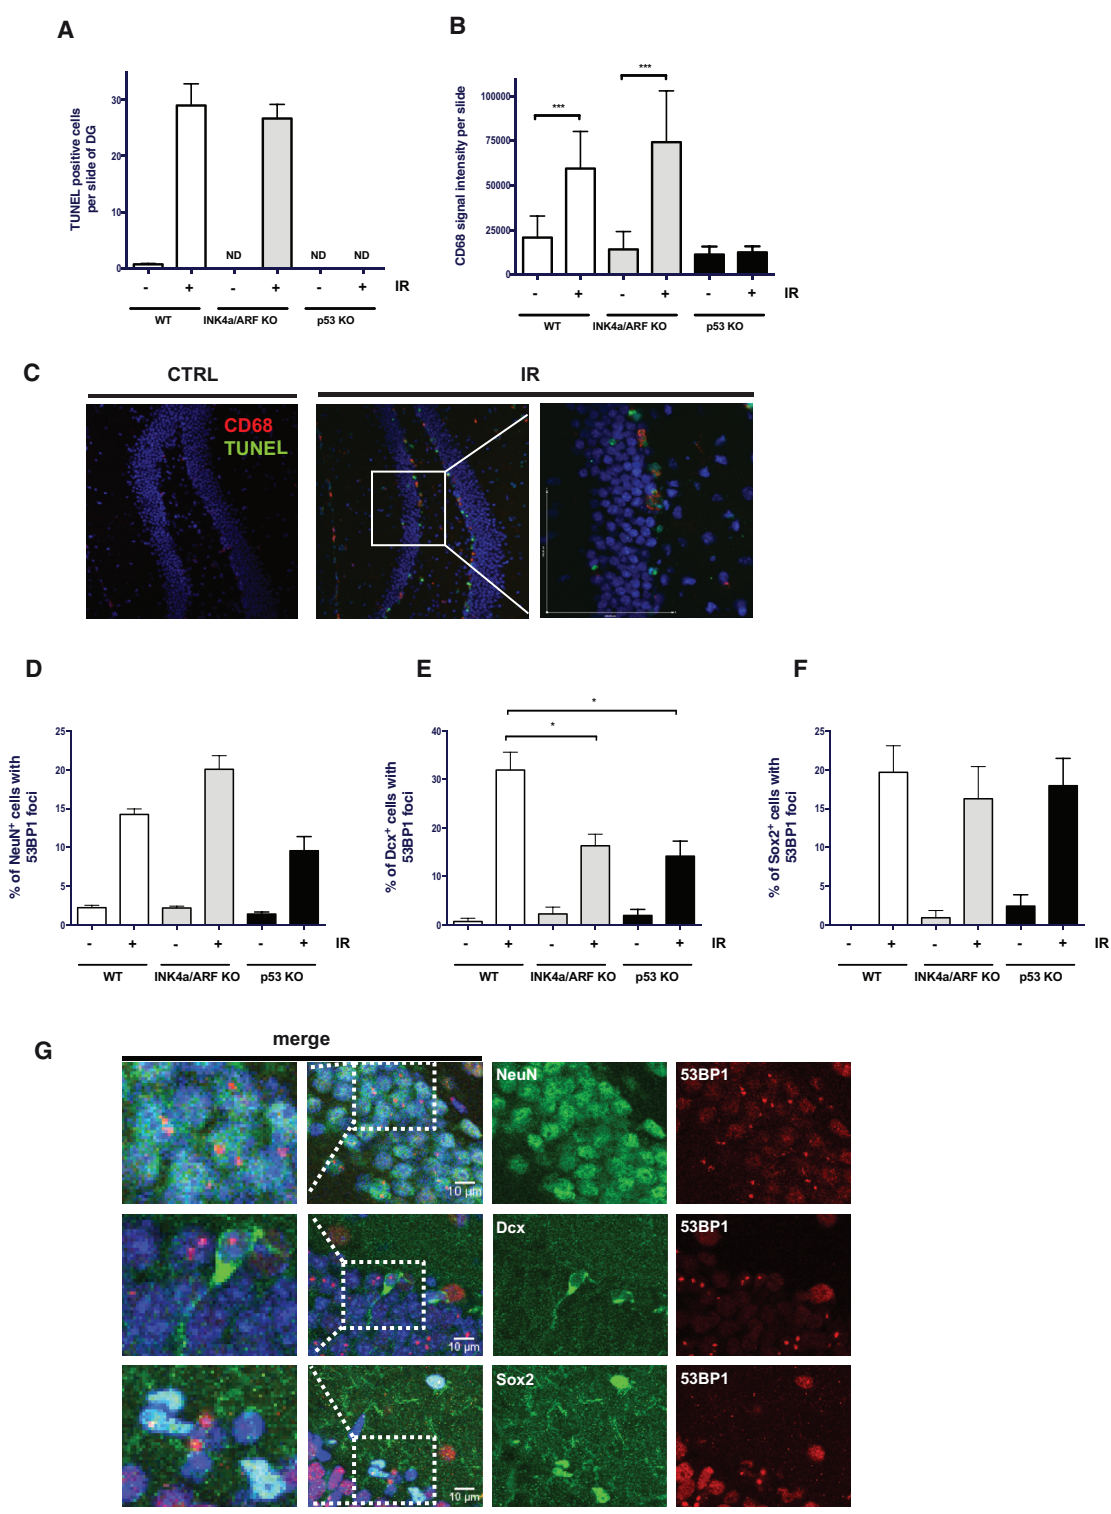 A
TUNEL positive cells
per slide of DG
30
20
10
0
ND
ND
ND
-
+
-
+
-
+
IR
WT
INK4a/ARF KO
p53 KO
B
CD68 signal intensity per slide
100000
75000
50000
25000
0
***
***
-
+
-
+
-
+
IR
WT
INK4a/ARF KO
p53 KO
C
CTRL
IR
CD68
TUNEL
D
% of NeuN+ cells with
53BP1 foci
25
20
15
10
5
0
-
+
-
+
-
+
IR
WT
INK4a/ARF KO
p53 KO
E
% of Dcx+ cells with
53BP1 foci
40
30
20
10
0
*
*
-
+
-
+
-
+
IR
WT
INK4a/ARF KO
p53 KO
F
% of Sox2+ cells with
53BP1 foci
25
20
15
10
5
0
-
+
-
+
-
+
IR
WT
INK4a/ARF KO
p53 KO
G
merge
10 µm
NeuN
53BP1
10 µm
Dcx
53BP1
10 µm
Sox2
53BP1